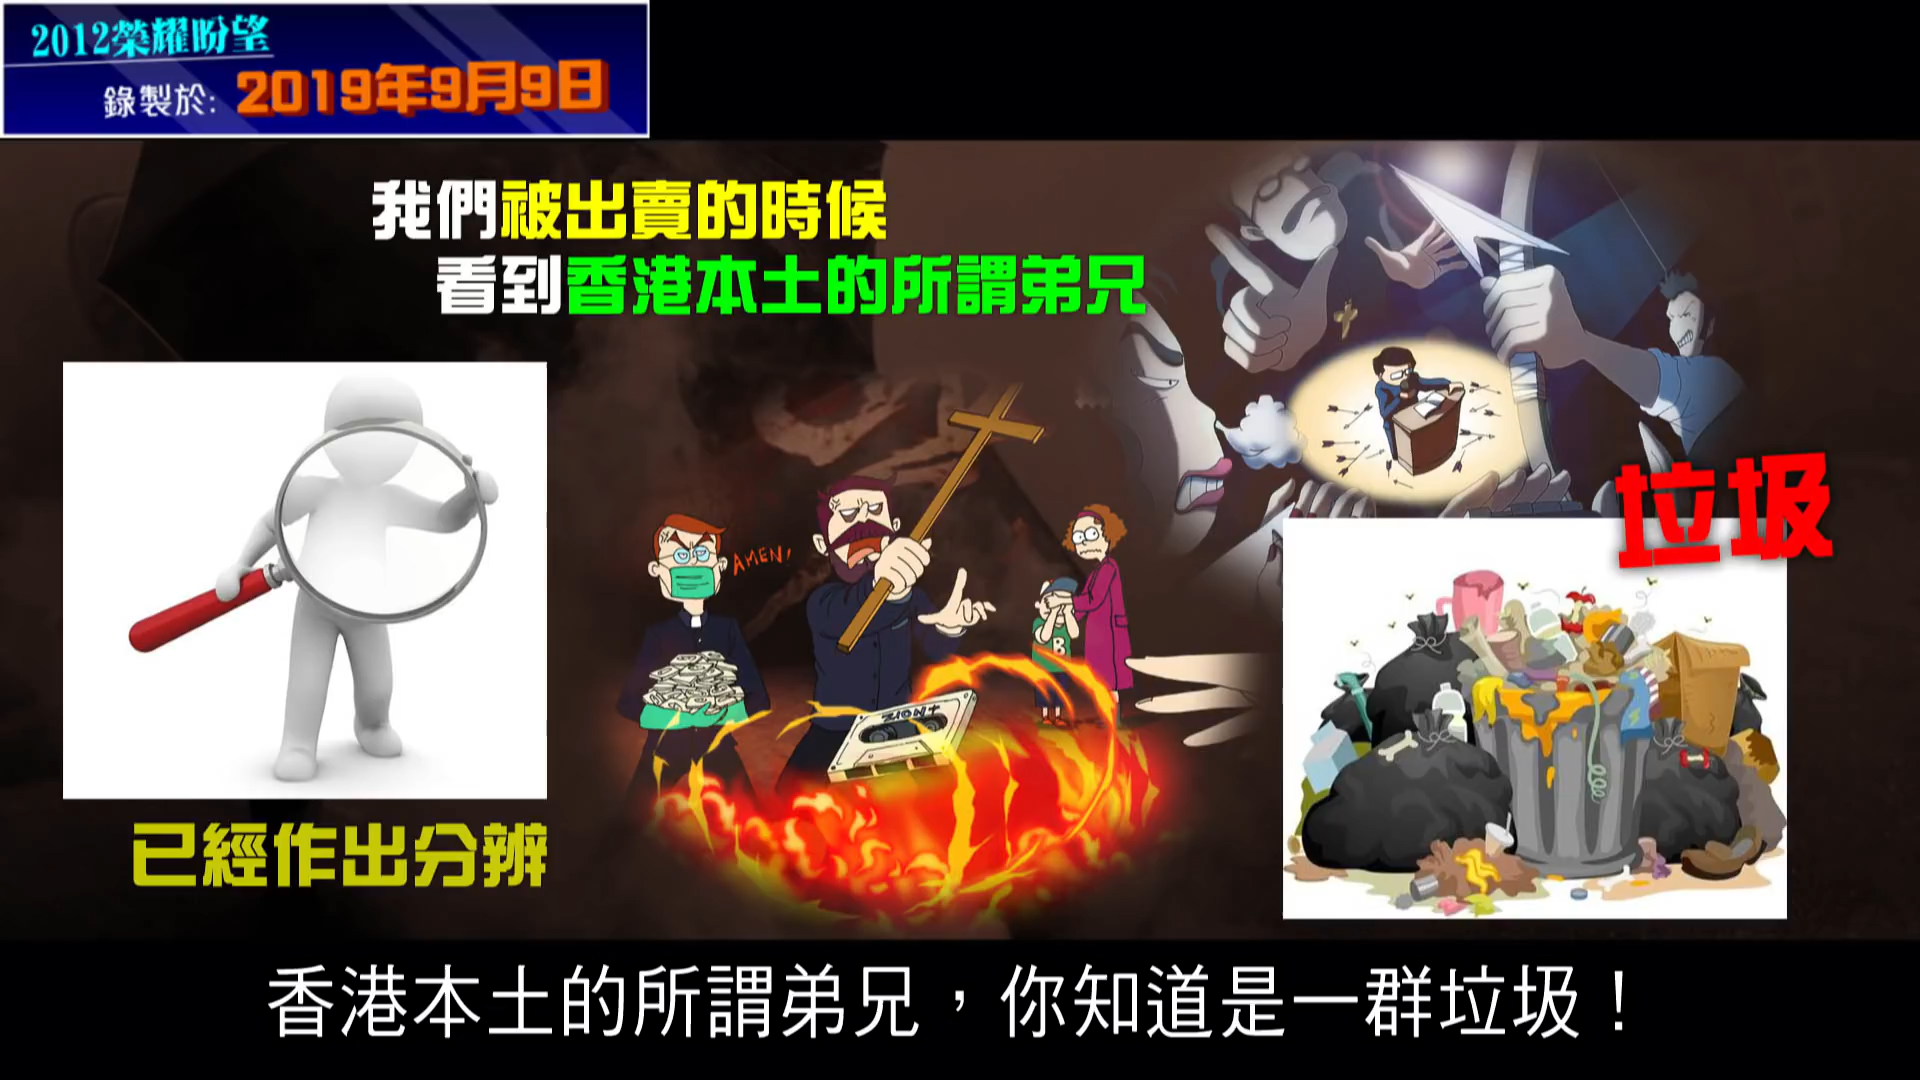 2012榮耀盼望
錄製於: 2019年9月9日
我們被出賣的時候
看到香港本土的所謂弟兄
垃圾
AMEN!
B
ZION+
已經作出分辨
香港本土的所謂弟兄，你知道是一群垃圾！